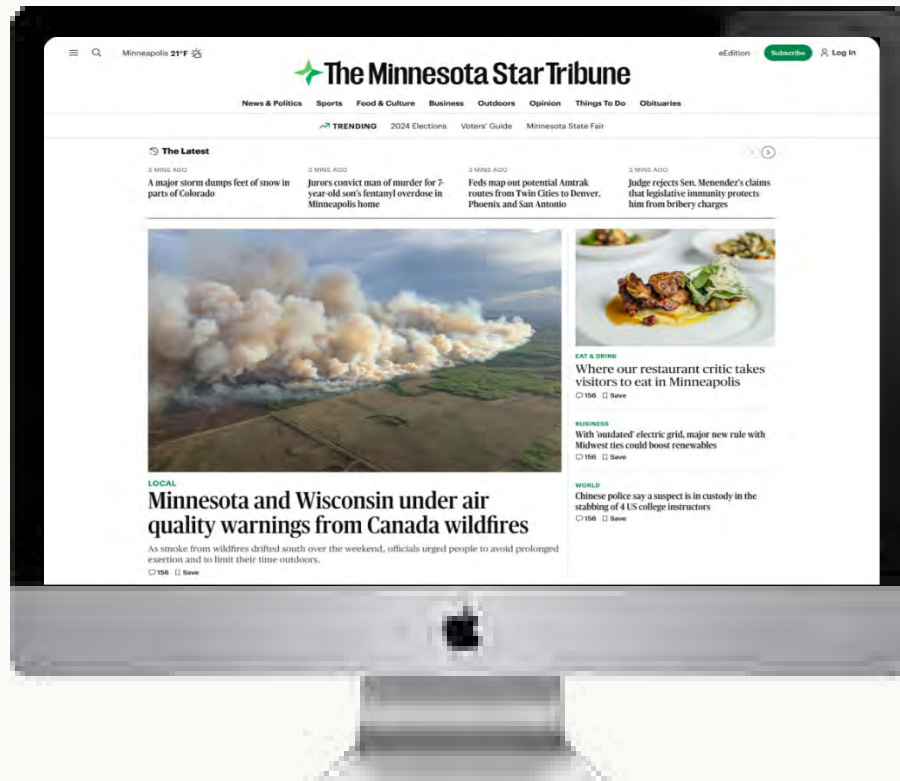 Minneapolis 21°F
eEdition
Subscribe
Log In
The Minnesota Star Tribune
News & Politics Sports Food & Culture Business Outdoors Opinion Things To Do Obituaries
TRENDING 2024 Elections Voters' Guide Minnesota State Fair
The Latest
3 MINS AGO
A major storm dumps feet of snow in
parts of Colorado
3 MINS AGO
Jurors convict man of murder for 7-
year-old son's fentanyl overdose in
Minneapolis home
3 MINS AGO
Feds map out potential Amtrak
routes from Twin Cities to Denver,
Phoenix and San Antonio
3 MINS AGO
Judge rejects Sen. Menendez's claims
that legislative immunity protects
him from bribery charges
LOCAL
Minnesota and Wisconsin under air
quality warnings from Canada wildfires
As smoke from wildfires drifted south over the weekend, officials urged people to avoid prolonged
exertion and to limit their time outdoors.
156 Save
EAT & DRINK
Where our restaurant critic takes
visitors to eat in Minneapolis
156 Save
BUSINESS
With 'outdated' electric grid, major new rule with
Midwest ties could boost renewables
156 Save
WORLD
Chinese police say a suspect is in custody in the
stabbing of 4 US college instructors
156 Save